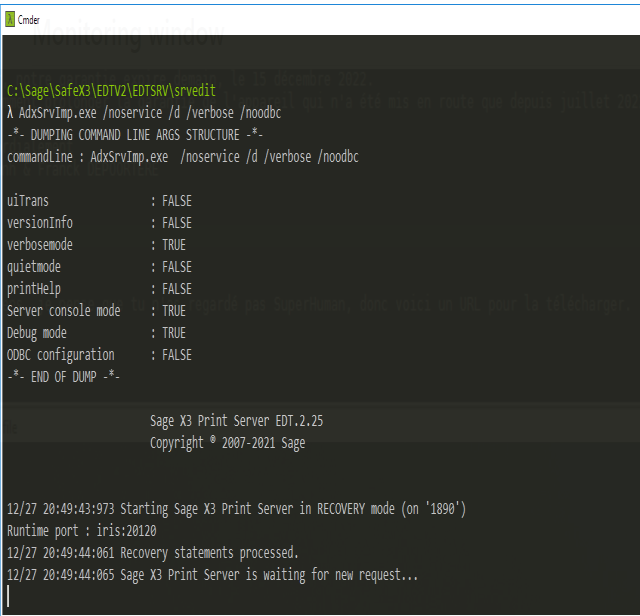 Cmder
Monitoring window
C:\Sage\SafeX3\EDTV2\EDTSRV\srvedit
λ AdxSrvImp.exe /noservice /d /verbose /noodbc
-*- DUMPING COMMAND LINE ARGS STRUCTURE -*-
commandLine : AdxSrvImp.exe  /noservice /d /verbose /noodbc
uiTrans : FALSE
versionInfo : FALSE
verbosemode : TRUE
quietmode : FALSE
printHelp : FALSE
Server console mode : TRUE
Debug mode : TRUE
ODBC configuration : FALSE
-*- END OF DUMP -*-
Sage X3 Print Server EDT.2.25
Copyright ® 2007-2021 Sage
12/27 20:49:43:973 Starting Sage X3 Print Server in RECOVERY mode (on '1890')
Runtime port : iris:20120
12/27 20:49:44:061 Recovery statements processed.
12/27 20:49:44:065 Sage X3 Print Server is waiting for new request...